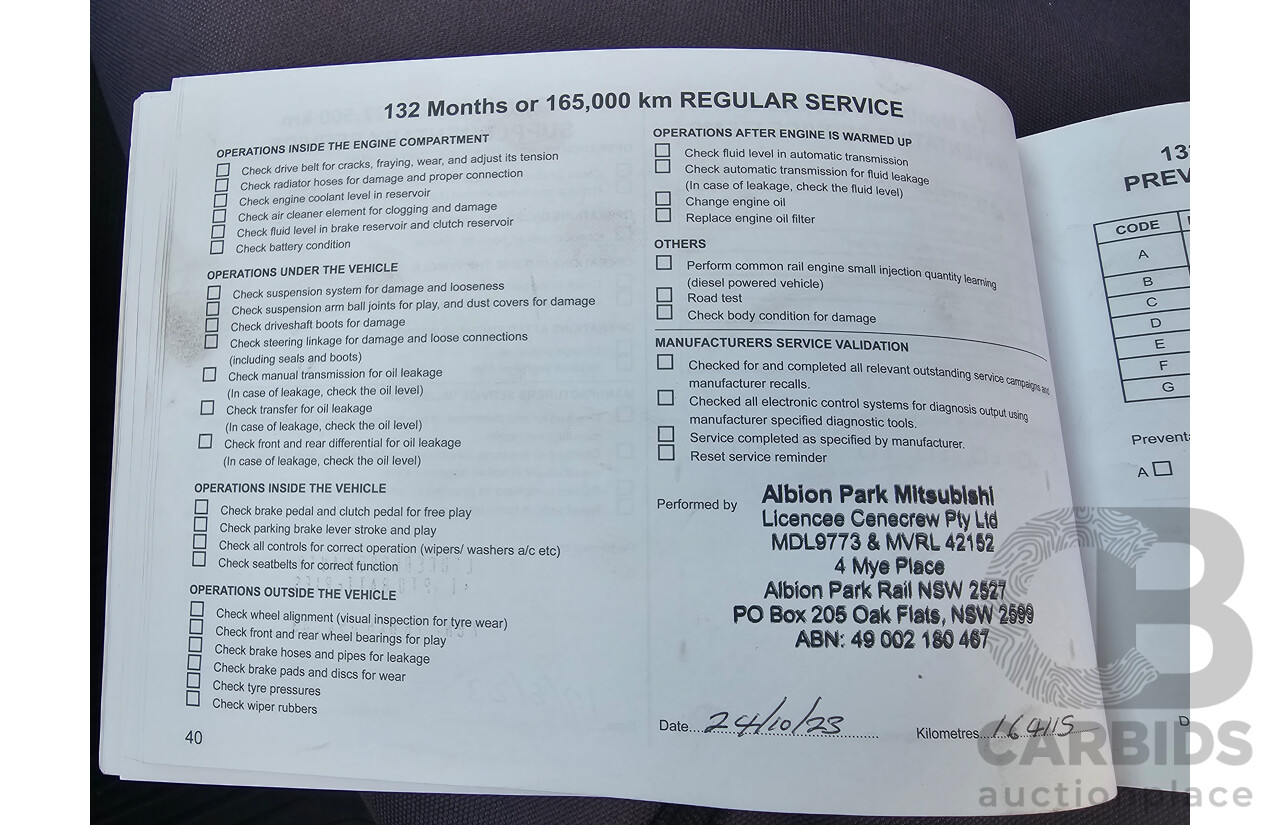 132 Months or 165,000 km REGULAR SERVICE
OPERATIONS INSIDE THE ENGINE COMPARTMENT
Check drive belt for cracks, fraying, wear, and adjust its tension
Check radiator hoses for damage and proper connection
Check engine coolant level in reservoir
Check air cleaner element for clogging and damage
Check fluid level in brake reservoir and clutch reservoir
Check battery condition
OPERATIONS UNDER THE VEHICLE
Check suspension system for damage and looseness
Check suspension arm ball joints for play, and dust covers for damage
Check driveshaft boots for damage
Check steering linkage for damage and loose connections
(including seals and boots)
Check manual transmission for oil leakage
(In case of leakage, check the oil level)
Check transfer for oil leakage
(In case of leakage, check the oil level)
Check front and rear differential for oil leakage
(In case of leakage, check the oil level)
OPERATIONS INSIDE THE VEHICLE
Check brake pedal and clutch pedal for free play
Check parking brake lever stroke and play
Check all controls for correct operation (wipers/ washers a/c etc)
Check seatbelts for correct function
OPERATIONS OUTSIDE THE VEHICLE
Check wheel alignment (visual inspection for tyre wear)
Check front and rear wheel bearings for play
Check brake hoses and pipes for leakage
Check brake pads and discs for wear
Check tyre pressures
Check wiper rubbers
40
OPERATIONS AFTER ENGINE IS WARMED UP
Check fluid level in automatic transmission
Check automatic transmission for fluid leakage
(In case of leakage, check the fluid level)
Change engine oil
Replace engine oil filter
OTHERS
Perform common rail engine small injection quantity learning
(diesel powered vehicle)
Road test
Check body condition for damage
MANUFACTURERS SERVICE VALIDATION
Checked for and completed all relevant outstanding service campaigns and
manufacturer recalls.
Checked all electronic control systems for diagnosis output using
manufacturer specified diagnostic tools.
Service completed as specified by manufacturer.
Reset service reminder
Performed by
Albion Park Mitsubishi
Licencee Cenecrew Pty Ltd
MDL9773 & MVRL 42152
4 Mye Place
Albion Park Rail NSW 2527
PO Box 205 Oak Flats, NSW 2599
ABN: 49 002 180 467
Date 24/10/23
Kilometres 164115
13
PREV
CODE
A
B
C
D
E
F
G
Prevent
A
D
CARBIDS
auctionplace